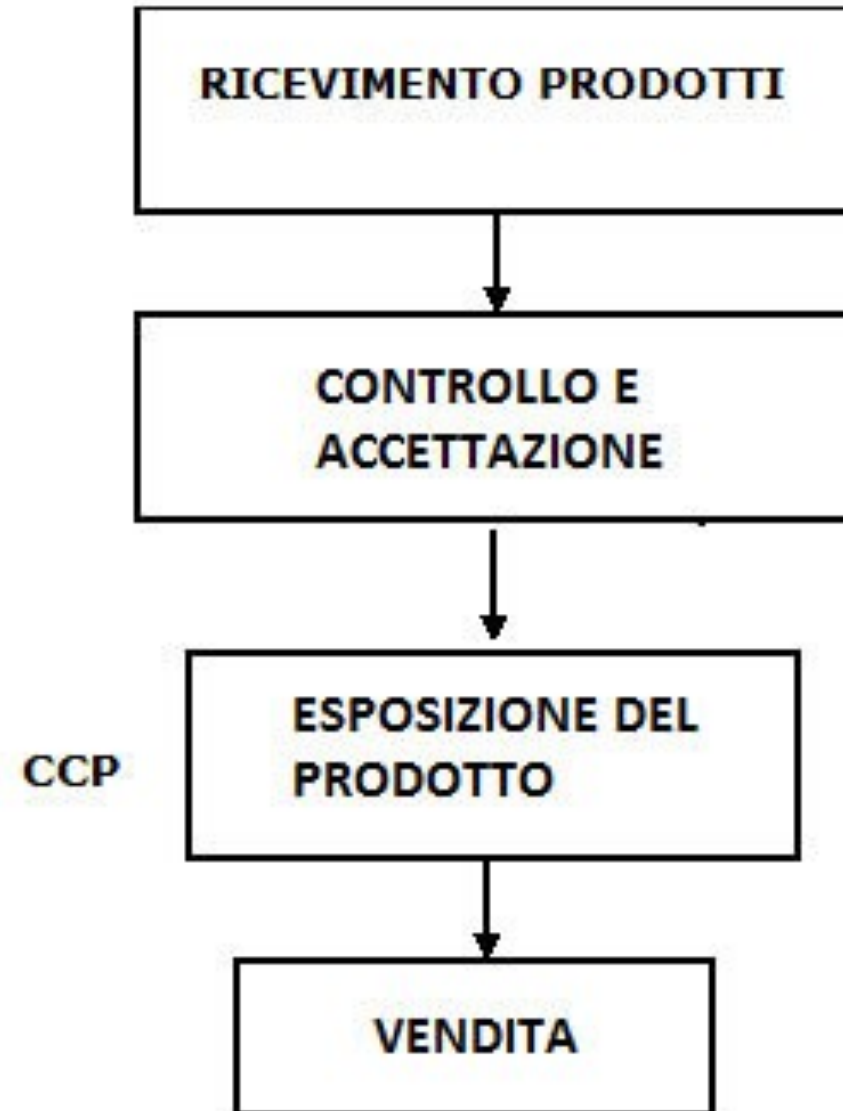 RICEVIMENTO PRODOTTI
CONTROLLO E
ACCETTAZIONE
ESPOSIZIONE DEL
PRODOTTO
CCP
VENDITA